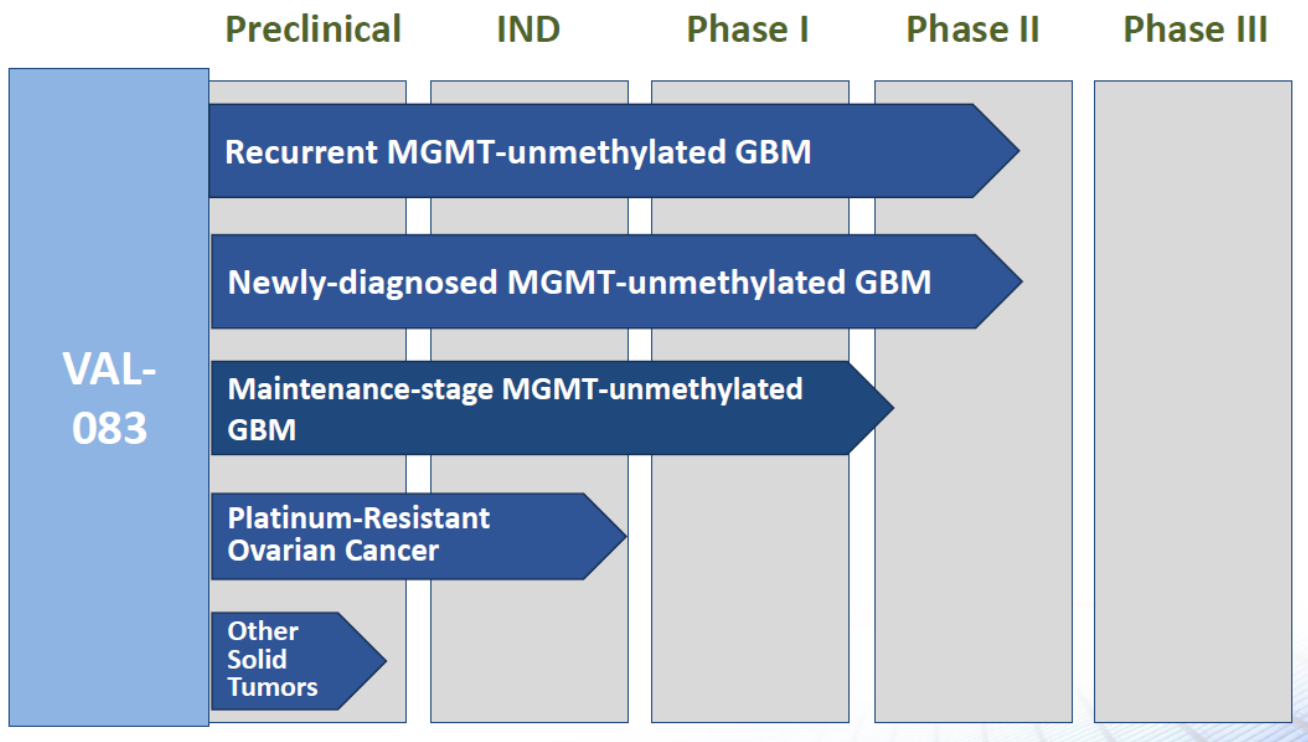 Preclinical IND Phase I Phase II Phase III
Recurrent MGMT-unmethylated GBM
Newly-diagnosed MGMT-unmethylated GBM
VAL-
083
Maintenance-stage MGMT-unmethylated
GBM
Platinum-Resistant
Ovarian Cancer
Other
Solid
Tumors